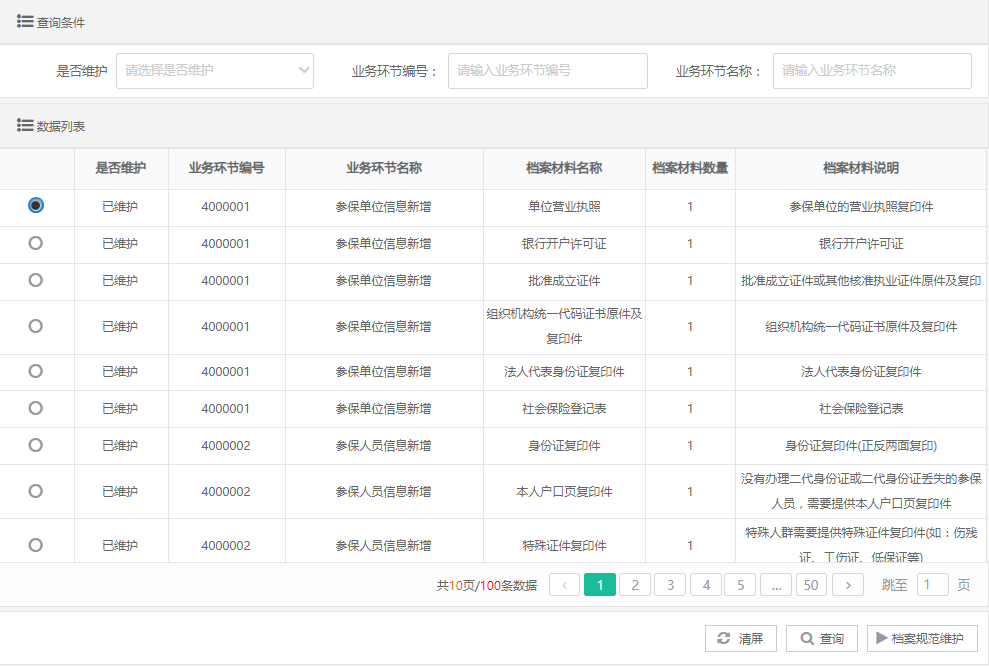 查询条件
是否维护 请选择是否维护 业务环节编号： 请输入业务环节编号 业务环节名称： 请输入业务环节名称
数据列表
是否维护 业务环节编号 业务环节名称 档案材料名称 档案材料数量 档案材料说明
已维护 4000001 参保单位信息新增 单位营业执照 1 参保单位的营业执照复印件
已维护 4000001 参保单位信息新增 银行开户许可证 1 银行开户许可证
已维护 4000001 参保单位信息新增 批准成立证件 1 批准成立证件或其他核准执业证件原件及复印
已维护 4000001 参保单位信息新增 组织机构统一代码证书原件及
复印件 1 组织机构统一代码证书原件及复印件
已维护 4000001 参保单位信息新增 法人代表身份证复印件 1 法人代表身份证复印件
已维护 4000001 参保单位信息新增 社会保险登记表 1 社会保险登记表
已维护 4000002 参保人员信息新增 身份证复印件 1 身份证复印件(正反两面复印)
已维护 4000002 参保人员信息新增 本人户口页复印件 1 没有办理二代身份证或二代身份证丢失的参保
人员，需要提供本人户口页复印件
已维护 4000002 参保人员信息新增 特殊证件复印件 1 特殊人群需要提供特殊证件复印件(如：伤残
证、工伤证、低保证等)
共10页/100条数据 < 1 2 3 4 5 ... 50 > 跳至 1 页
清屏 查询 档案规范维护